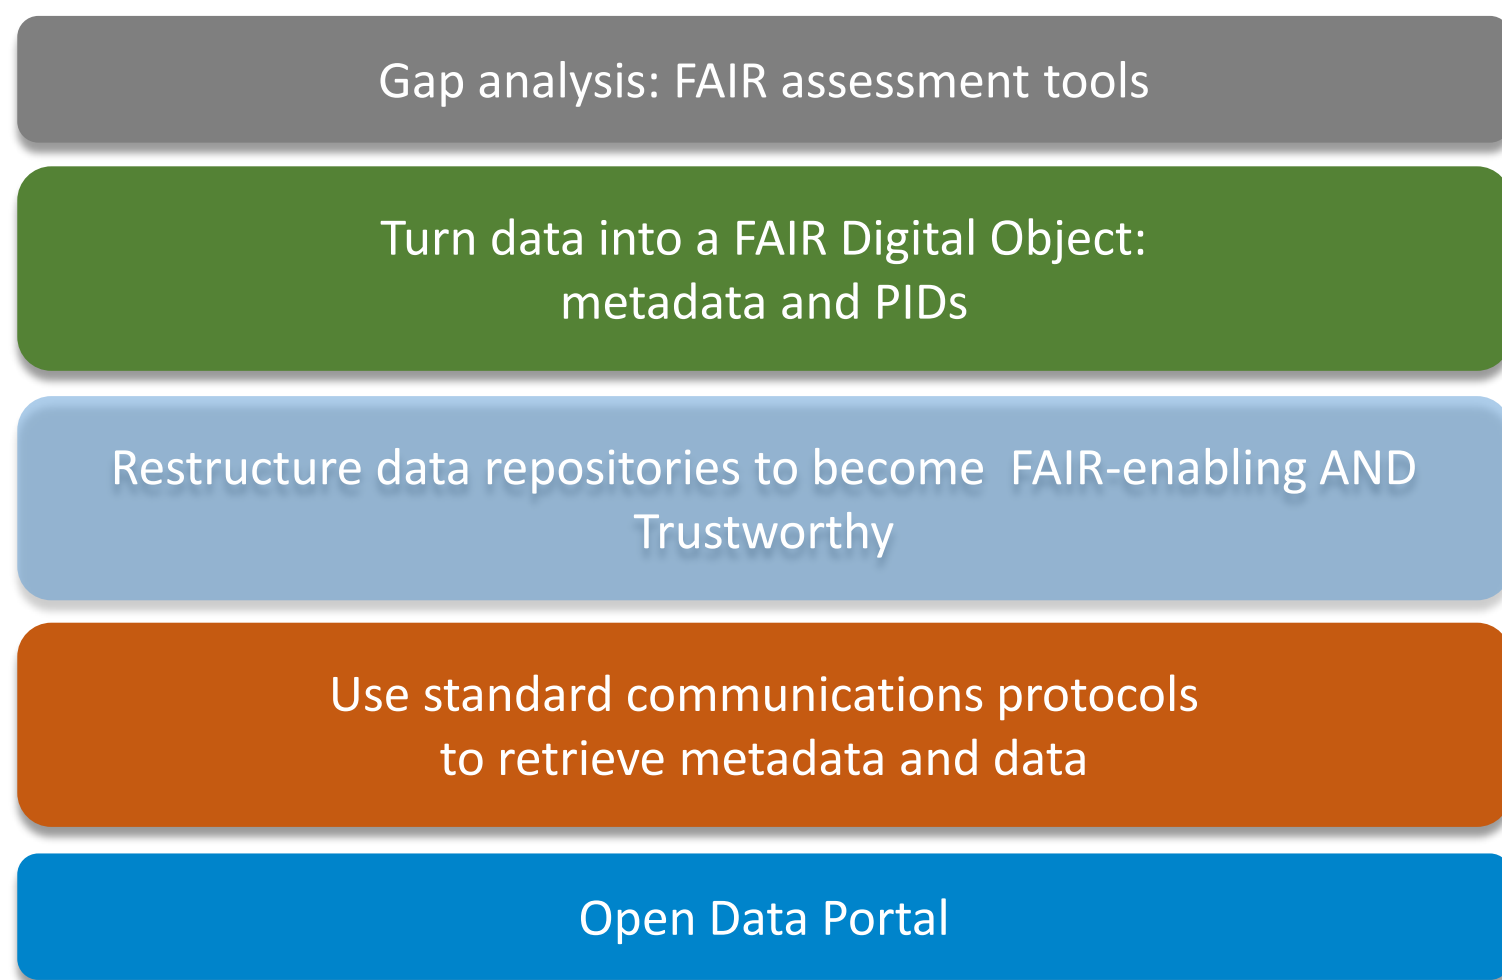 Gap analysis: FAIR assessment tools
Turn data into a FAIR Digital Object:
metadata and PIDs
Restructure data repositories to become  FAIR-enabling AND
Trustworthy
Use standard communications protocols
to retrieve metadata and data
Open Data Portal